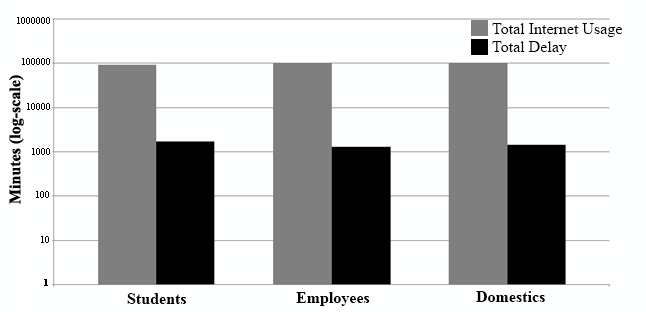 1000000
100000
10000
1000
100
10
1
Minutes (log-scale)
Total Internet Usage
Total Delay
Students
Employees
Domestics